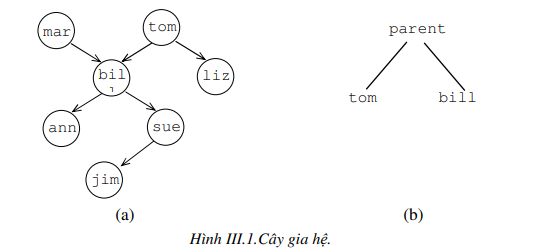 mar
tom
bil
l
liz
ann
sue
jim
(a)
parent
tom
bill
(b)
Hình III.1.Cây gia hệ.